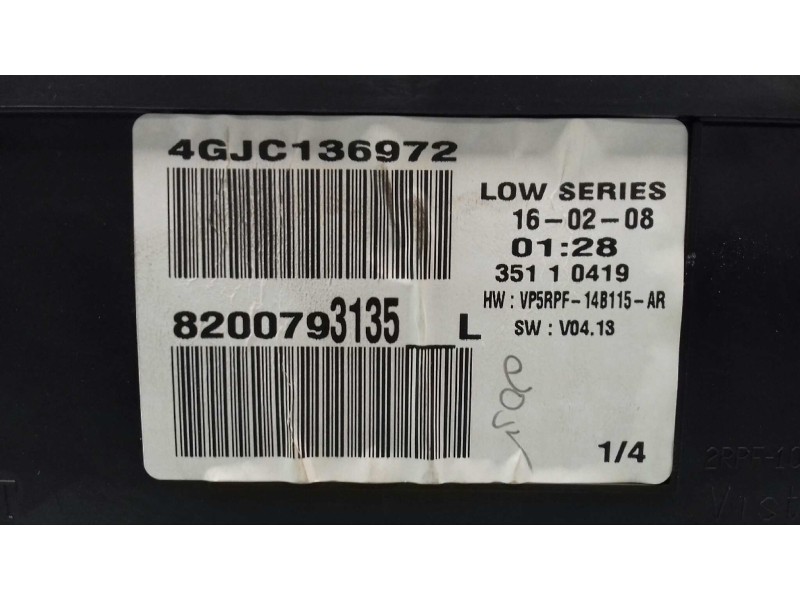 4GJC136972
LOW SERIES
16-02-08
01:28
351 1 0419
HW : VP5RPF-14B115-AR
SW : V04.13
8200793135__L
1/4